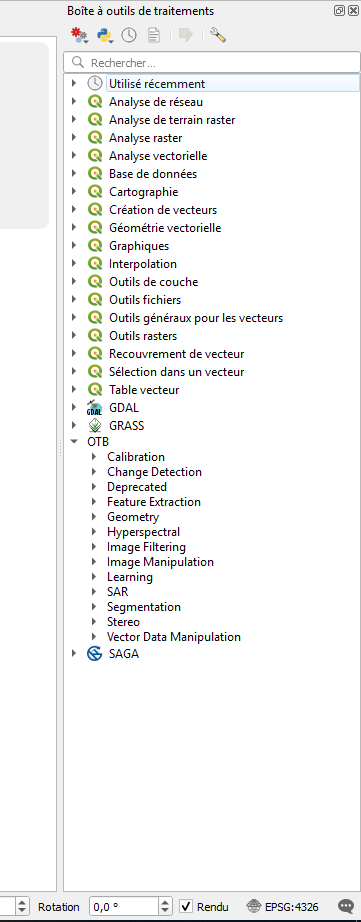 Boîte à outils de traitements
Rechercher...
Utilisé récemment
Analyse de réseau
Analyse de terrain raster
Analyse raster
Analyse vectorielle
Base de données
Cartographie
Création de vecteurs
Géométrie vectorielle
Graphiques
Interpolation
Outils de couche
Outils fichiers
Outils généraux pour les vecteurs
Outils rasters
Recouvrement de vecteur
Sélection dans un vecteur
Table vecteur
GDAL GDAL
GRASS
OTB
Calibration
Change Detection
Deprecated
Feature Extraction
Geometry
Hyperspectral
Image Filtering
Image Manipulation
Learning
SAR
Segmentation
Stereo
Vector Data Manipulation
SAGA
Rotation 0,0 ° Rendu EPSG:4326